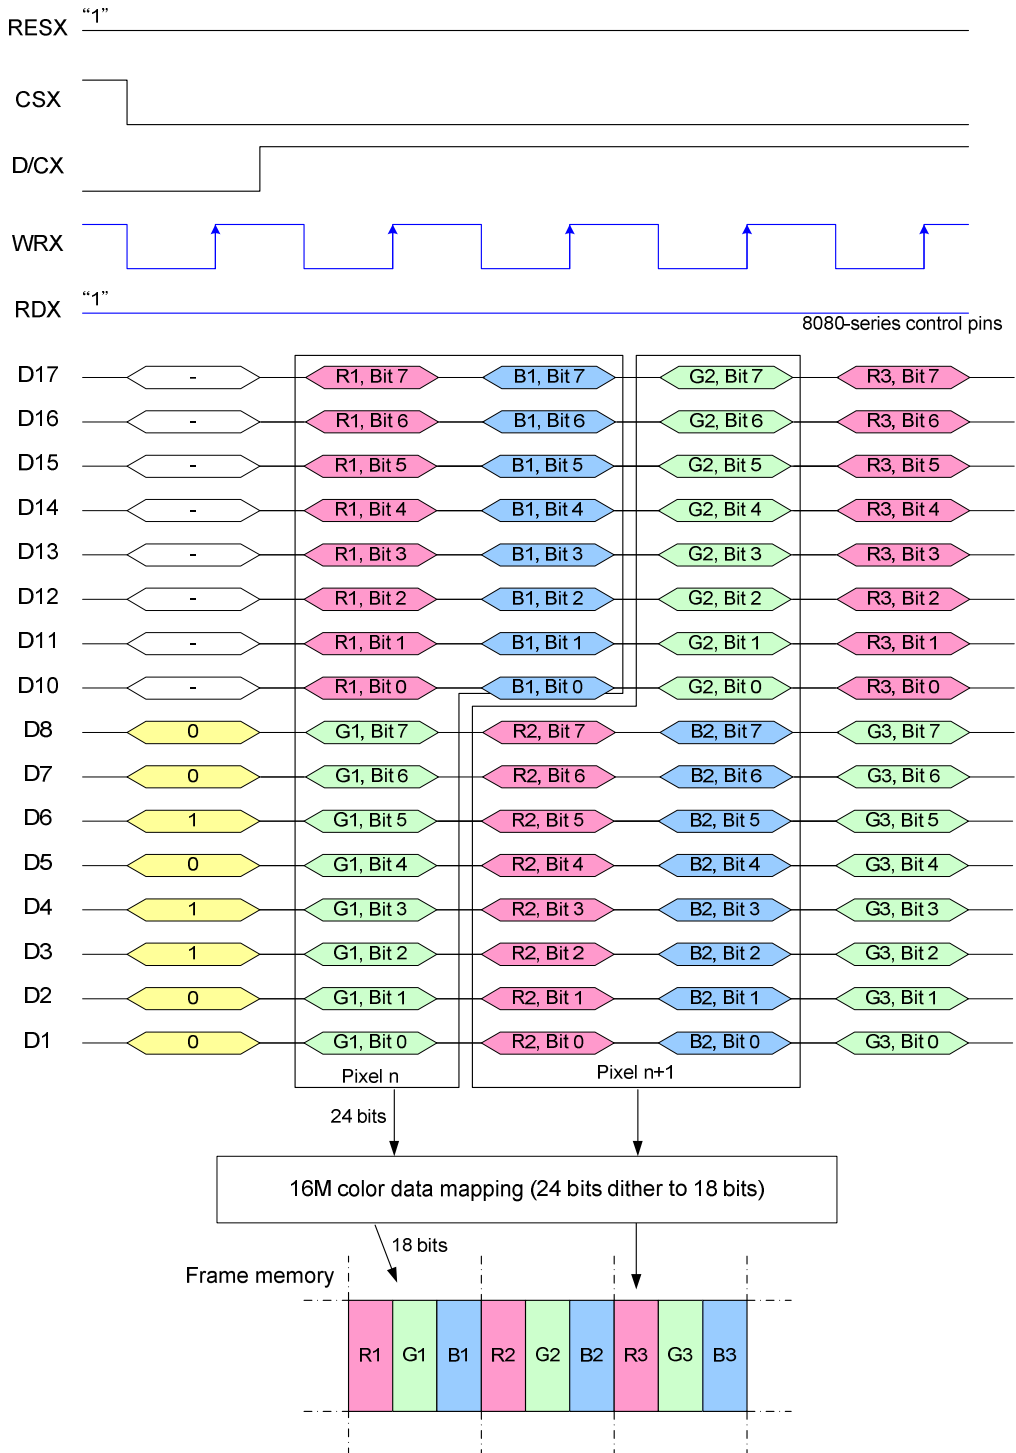 RESX “1”
CSX
D/CX
WRX
RDX “1”
8080-series control pins
D17 - R1, Bit 7 B1, Bit 7 G2, Bit 7 R3, Bit 7
D16 - R1, Bit 6 B1, Bit 6 G2, Bit 6 R3, Bit 6
D15 - R1, Bit 5 B1, Bit 5 G2, Bit 5 R3, Bit 5
D14 - R1, Bit 4 B1, Bit 4 G2, Bit 4 R3, Bit 4
D13 - R1, Bit 3 B1, Bit 3 G2, Bit 3 R3, Bit 3
D12 - R1, Bit 2 B1, Bit 2 G2, Bit 2 R3, Bit 2
D11 - R1, Bit 1 B1, Bit 1 G2, Bit 1 R3, Bit 1
D10 - R1, Bit 0 B1, Bit 0 G2, Bit 0 R3, Bit 0
D8 0 G1, Bit 7 R2, Bit 7 B2, Bit 7 G3, Bit 7
D7 0 G1, Bit 6 R2, Bit 6 B2, Bit 6 G3, Bit 6
D6 1 G1, Bit 5 R2, Bit 5 B2, Bit 5 G3, Bit 5
D5 0 G1, Bit 4 R2, Bit 4 B2, Bit 4 G3, Bit 4
D4 1 G1, Bit 3 R2, Bit 3 B2, Bit 3 G3, Bit 3
D3 1 G1, Bit 2 R2, Bit 2 B2, Bit 2 G3, Bit 2
D2 0 G1, Bit 1 R2, Bit 1 B2, Bit 1 G3, Bit 1
D1 0 G1, Bit 0 R2, Bit 0 B2, Bit 0 G3, Bit 0
Pixel n Pixel n+1
24 bits
16M color data mapping (24 bits dither to 18 bits)
18 bits
Frame memory
R1 G1 B1 R2 G2 B2 R3 G3 B3